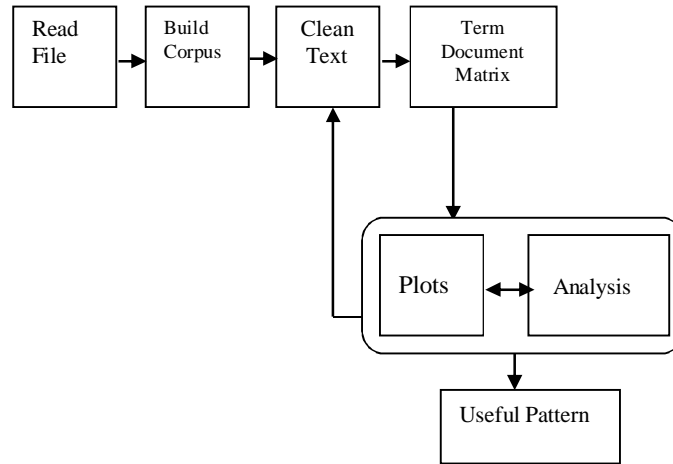 Read
File
Build
Corpus
Clean
Text
Term
Document
Matrix
Plots
Analysis
Useful Pattern